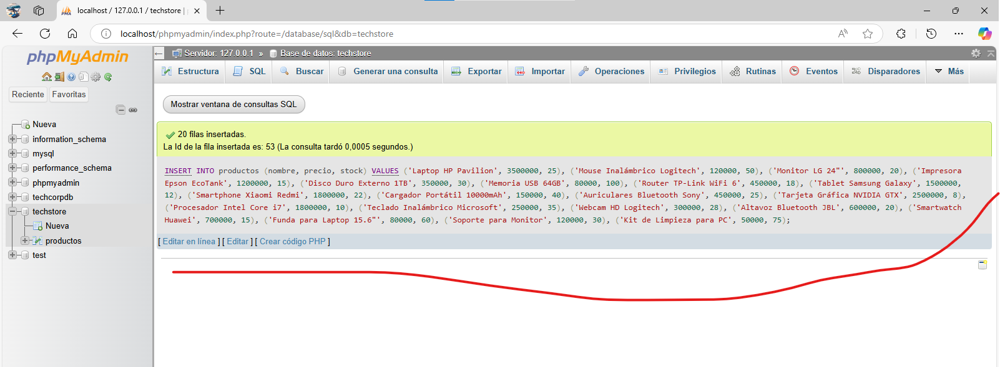 localhost / 127.0.0.1 / techstore |
localhost/phpmyadmin/index.php?route=/database/sql&db=techstore
phpMyAdmin
Reciente
Favoritas
Nueva
information_schema
mysql
performance_schema
phpmyadmin
techcorpdb
techstore
Nueva
productos
test
Servidor: 127.0.0.1 » Base de datos: techstore
Estructura SQL Buscar Generar una consulta Exportar Importar Operaciones Privilegios Rutinas Eventos Disparadores Más
Mostrar ventana de consultas SQL
20 filas insertadas.
La Id de la fila insertada es: 53 (La consulta tardó 0,0005 segundos.)
INSERT INTO productos (nombre, precio, stock) VALUES ('Laptop HP Pavilion', 3500000, 25), ('Mouse Inalámbrico Logitech', 120000, 50), ('Monitor LG 24"', 800000, 20), ('Impresora
Epson EcoTank', 1200000, 15), ('Disco Duro Externo 1TB', 350000, 30), ('Memoria USB 64GB', 80000, 100), ('Router TP-Link WiFi 6', 450000, 18), ('Tablet Samsung Galaxy', 1500000,
12), ('Smartphone Xiaomi Redmi', 1800000, 22), ('Cargador Portátil 10000mAh', 150000, 40), ('Auriculares Bluetooth Sony', 450000, 25), ('Tarjeta Gráfica NVIDIA GTX', 2500000, 8),
('Procesador Intel Core i7', 1800000, 10), ('Teclado Inalámbrico Microsoft', 250000, 35), ('Webcam HD Logitech', 300000, 28), ('Altavoz Bluetooth JBL', 600000, 20), ('Smartwatch
Huawei', 700000, 15), ('Funda para Laptop 15.6"', 80000, 60), ('Soporte para Monitor', 120000, 30), ('Kit de Limpieza para PC', 50000, 75);
[ Editar en línea ] [ Editar ] [ Crear código PHP ]